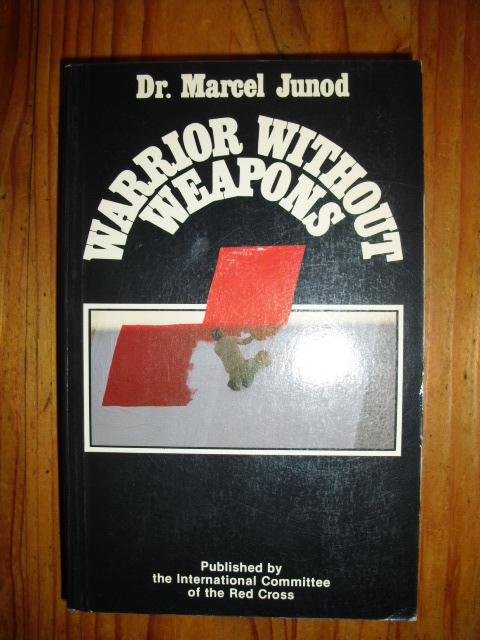 Dr. Marcel Junod
WARRIOR WITHOUT
WEAPONS
Published by
the International Committee
of the Red Cross